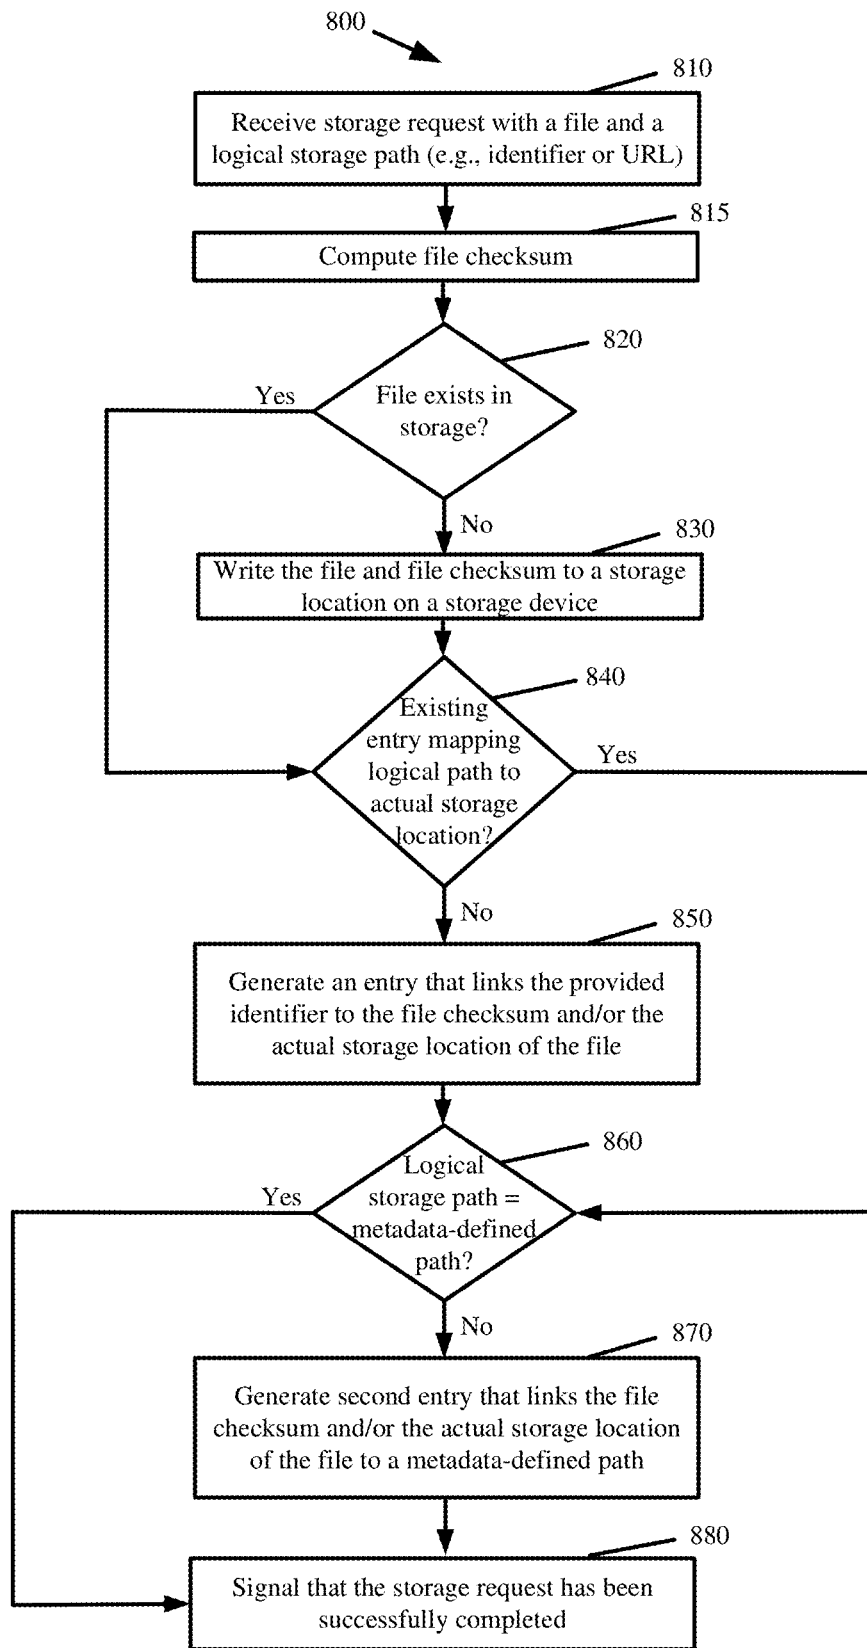 800
810
Receive storage request with a file and a
logical storage path (e.g., identifier or URL)
815
Compute file checksum
820
Yes
File exists in
storage?
No
830
Write the file and file checksum to a storage
location on a storage device
840
Existing
entry mapping
logical path to
actual storage
location?
Yes
No
850
Generate an entry that links the provided
identifier to the file checksum and/or the
actual storage location of the file
860
Yes
Logical
storage path =
metadata-defined
path?
No
870
Generate second entry that links the file
checksum and/or the actual storage location
of the file to a metadata-defined path
880
Signal that the storage request has been
successfully completed